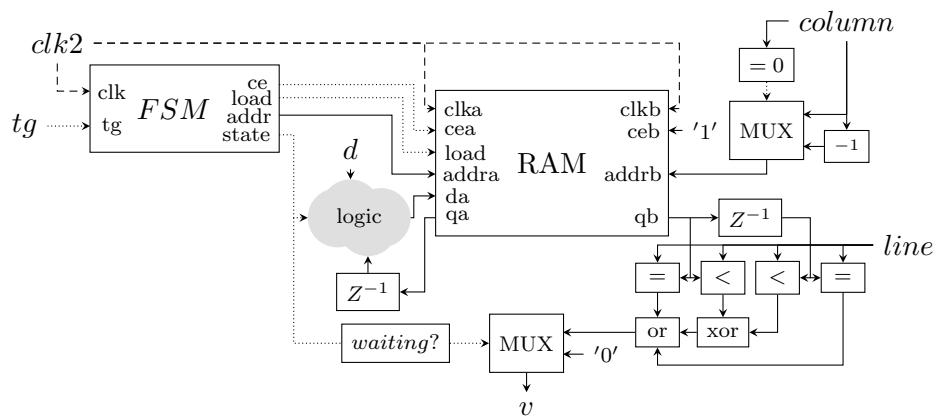 column
clk2
= 0
ce
clk
FSM
load
addr
tg
tg
state
clka
clkb
cea
ceb
'1'
MUX
-1
load
RAM
d
addra
addrb
da
logic
qa
qb
Z⁻¹
line
=
<
<
=
Z⁻¹
or
xor
waiting?
MUX
'0'
v